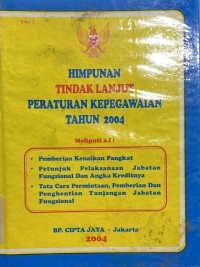 HIMPUNAN
TINDAK LANJUT
PERATURAN KEPEGAWAIAN
TAHUN 2004
Meliputi a.l :
• Pemberian Kenaikan Pangkat
• Petunjuk Pelaksanaan Jabatan
Fungsional Dan Angka Kreditnya
• Tata Cara Permintaan, Pemberian Dan
Penghentian Tunjangan Jabatan
Fungsional
BP. CIPTA JAYA - Jakarta
2004